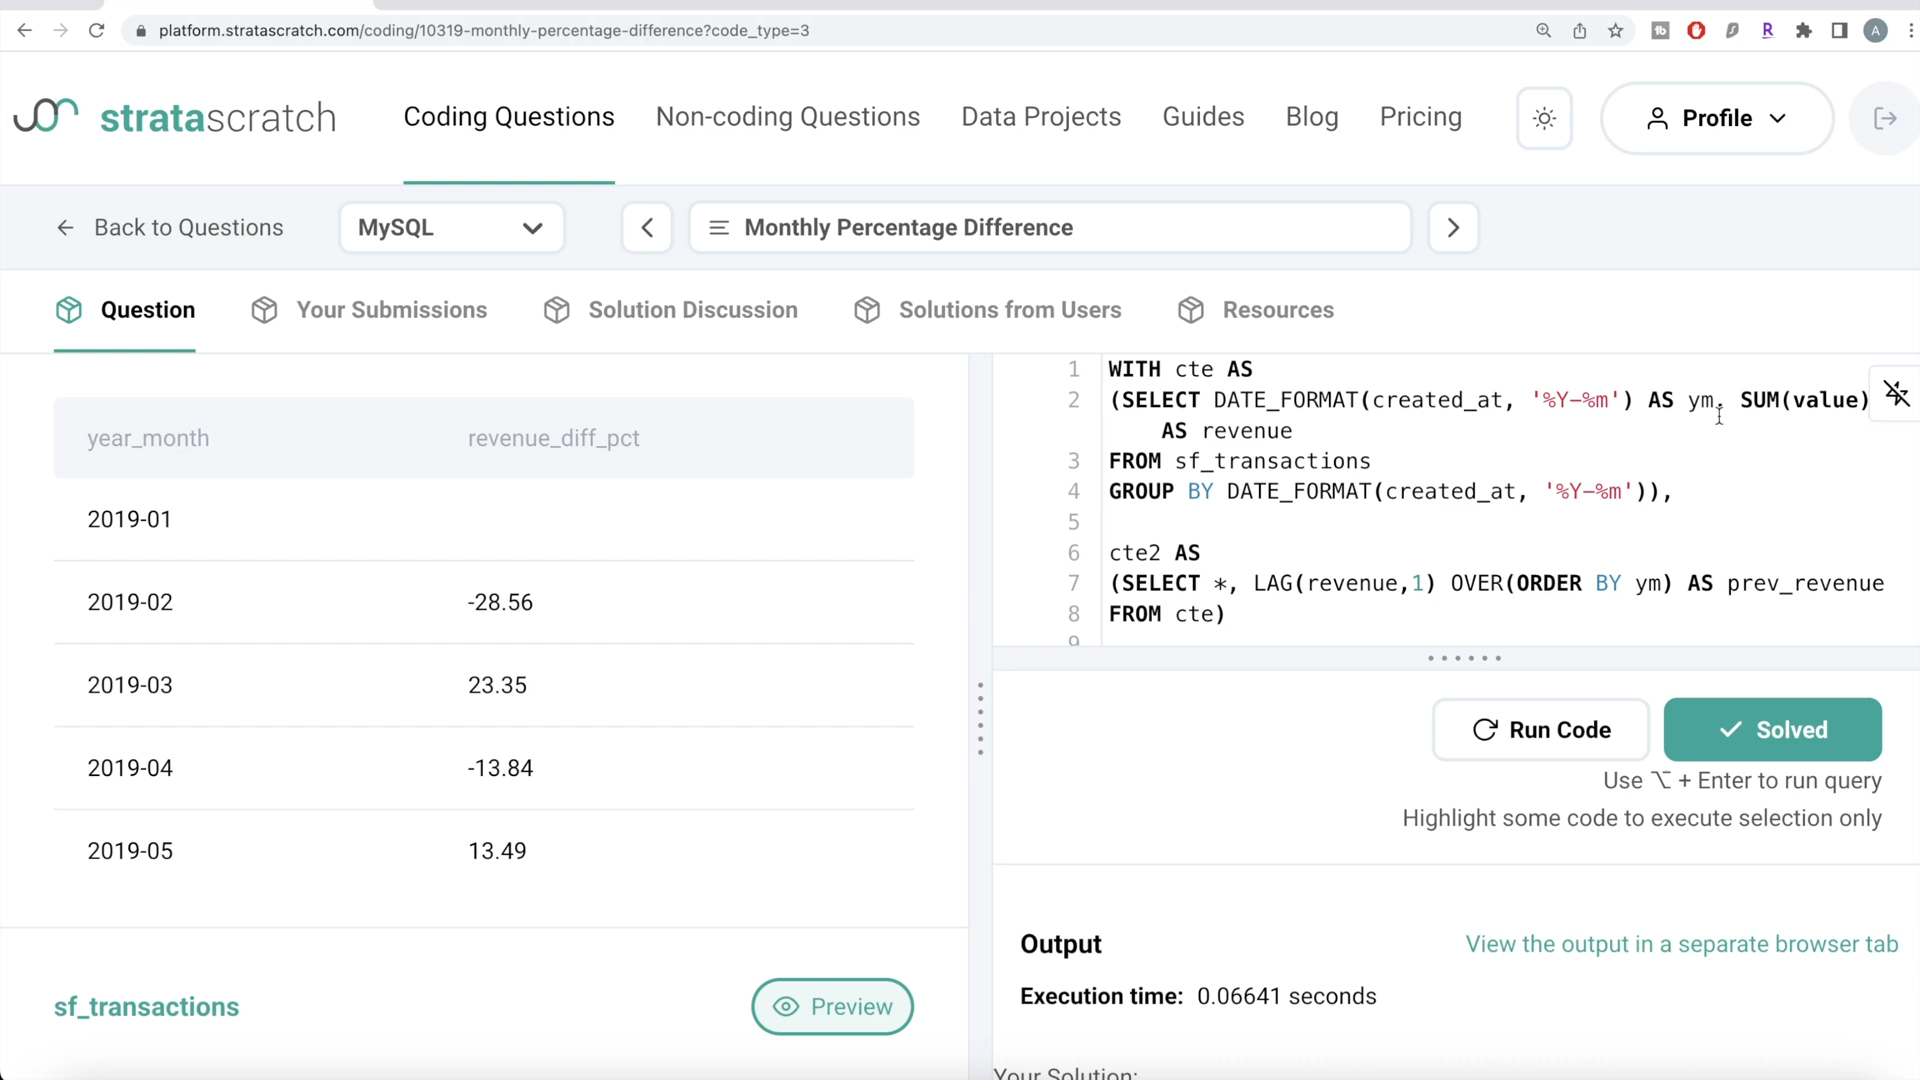 platform.stratascratch.com/coding/10319-monthly-percentage-difference?code_type=3
tb
R
A
stratascratch
Coding Questions
Non-coding Questions
Data Projects
Guides
Blog
Pricing
Profile
Back to Questions
MySQL
Monthly Percentage Difference
Question
Your Submissions
Solution Discussion
Solutions from Users
Resources
year_month revenue_diff_pct
2019-01
2019-02 -28.56
2019-03 23.35
2019-04 -13.84
2019-05 13.49
sf_transactions
Preview
1 WITH cte AS
2 (SELECT DATE_FORMAT(created_at, '%Y-%m') AS ym, SUM(value)
AS revenue
3 FROM sf_transactions
4 GROUP BY DATE_FORMAT(created_at, '%Y-%m')),
5
6 cte2 AS
7 (SELECT *, LAG(revenue,1) OVER(ORDER BY ym) AS prev_revenue
8 FROM cte)
9
Run Code
Solved
Use ⌥ + Enter to run query
Highlight some code to execute selection only
Output
View the output in a separate browser tab
Execution time: 0.06641 seconds
Your Solution: